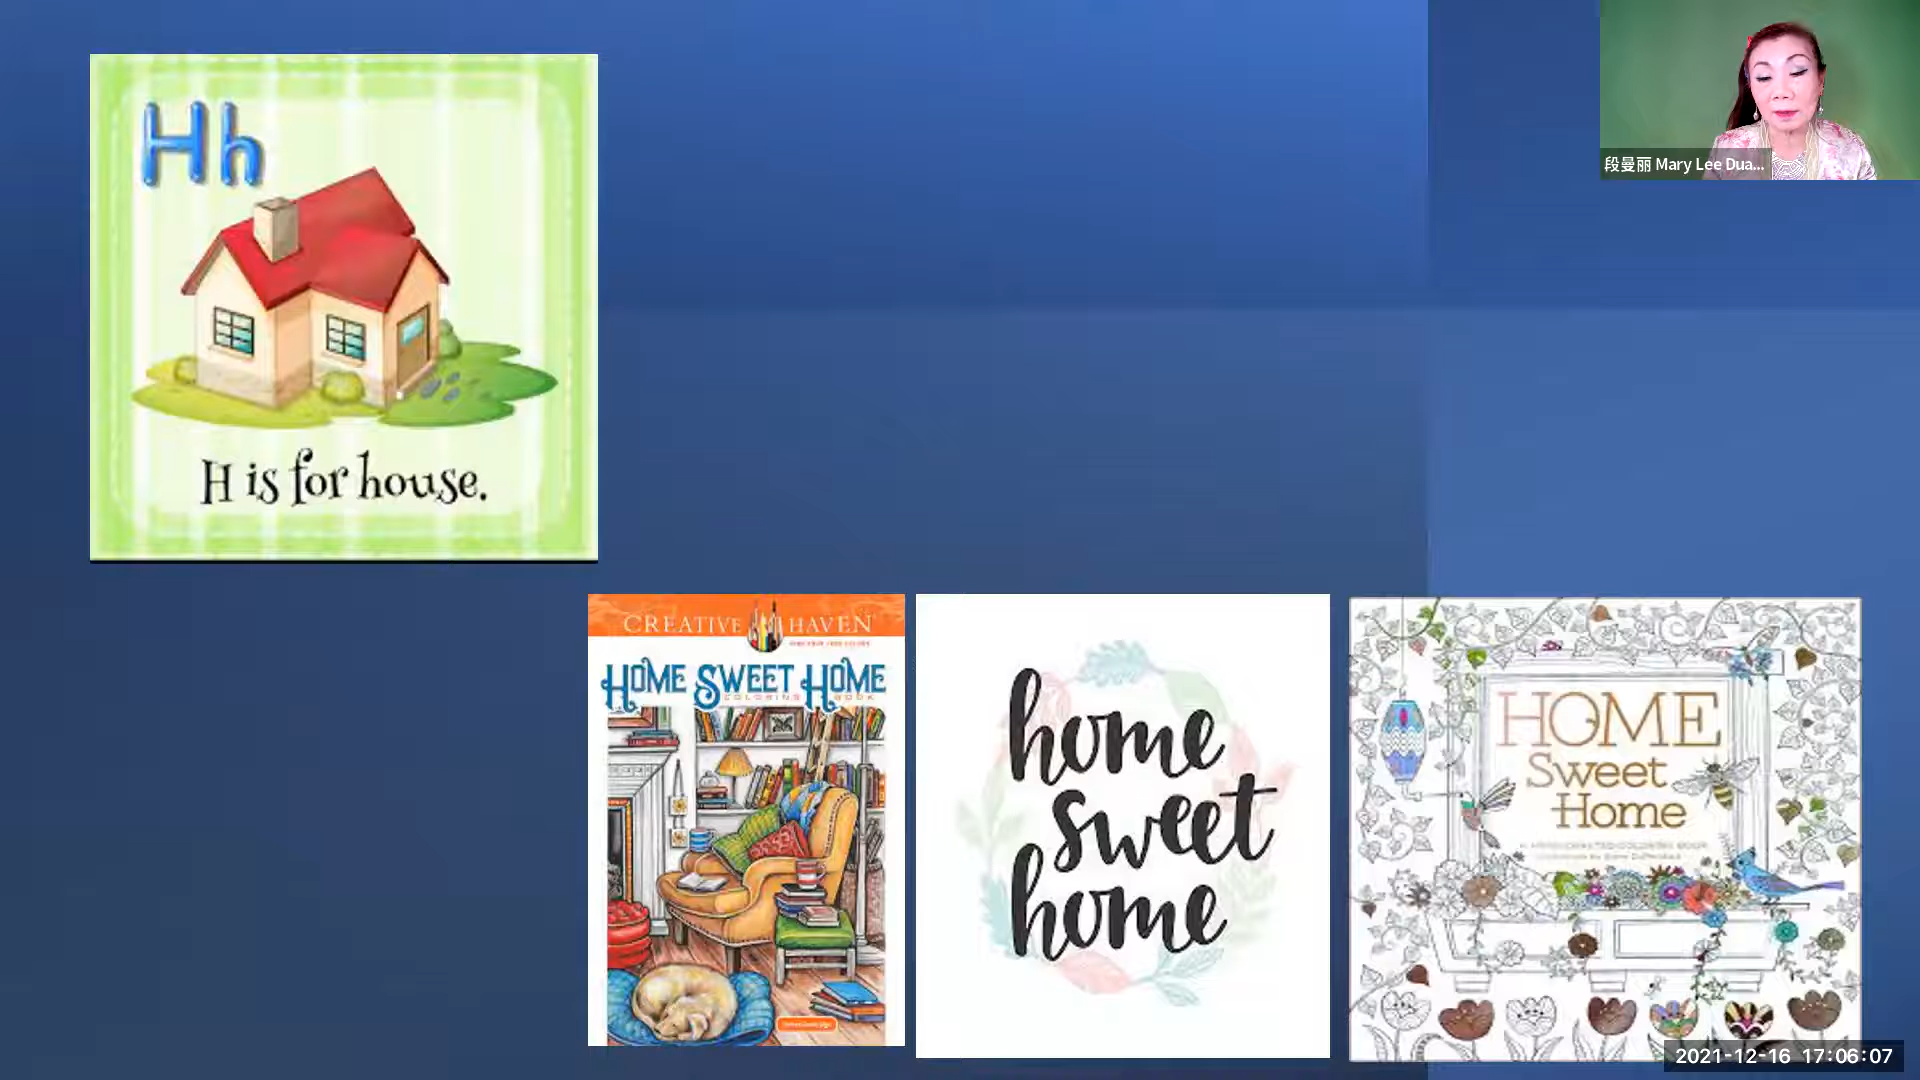 Hh
H is for house.
段曼丽 Mary Lee Dua...
CREATIVE HAVEN
HOME SWEET HOME
COLORING BOOK
home
sweet
home
HOME
Sweet
Home
2021-12-16 17:06:07